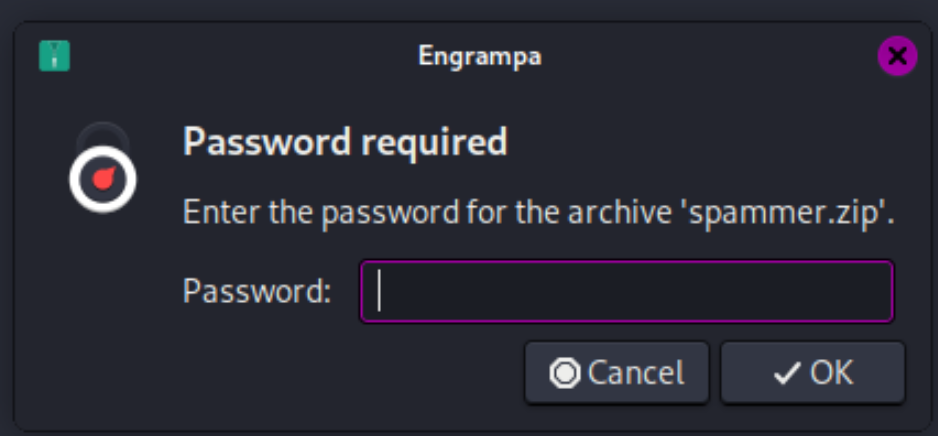 Engrampa
Password required
Enter the password for the archive 'spammer.zip'.
Password:
Cancel
OK